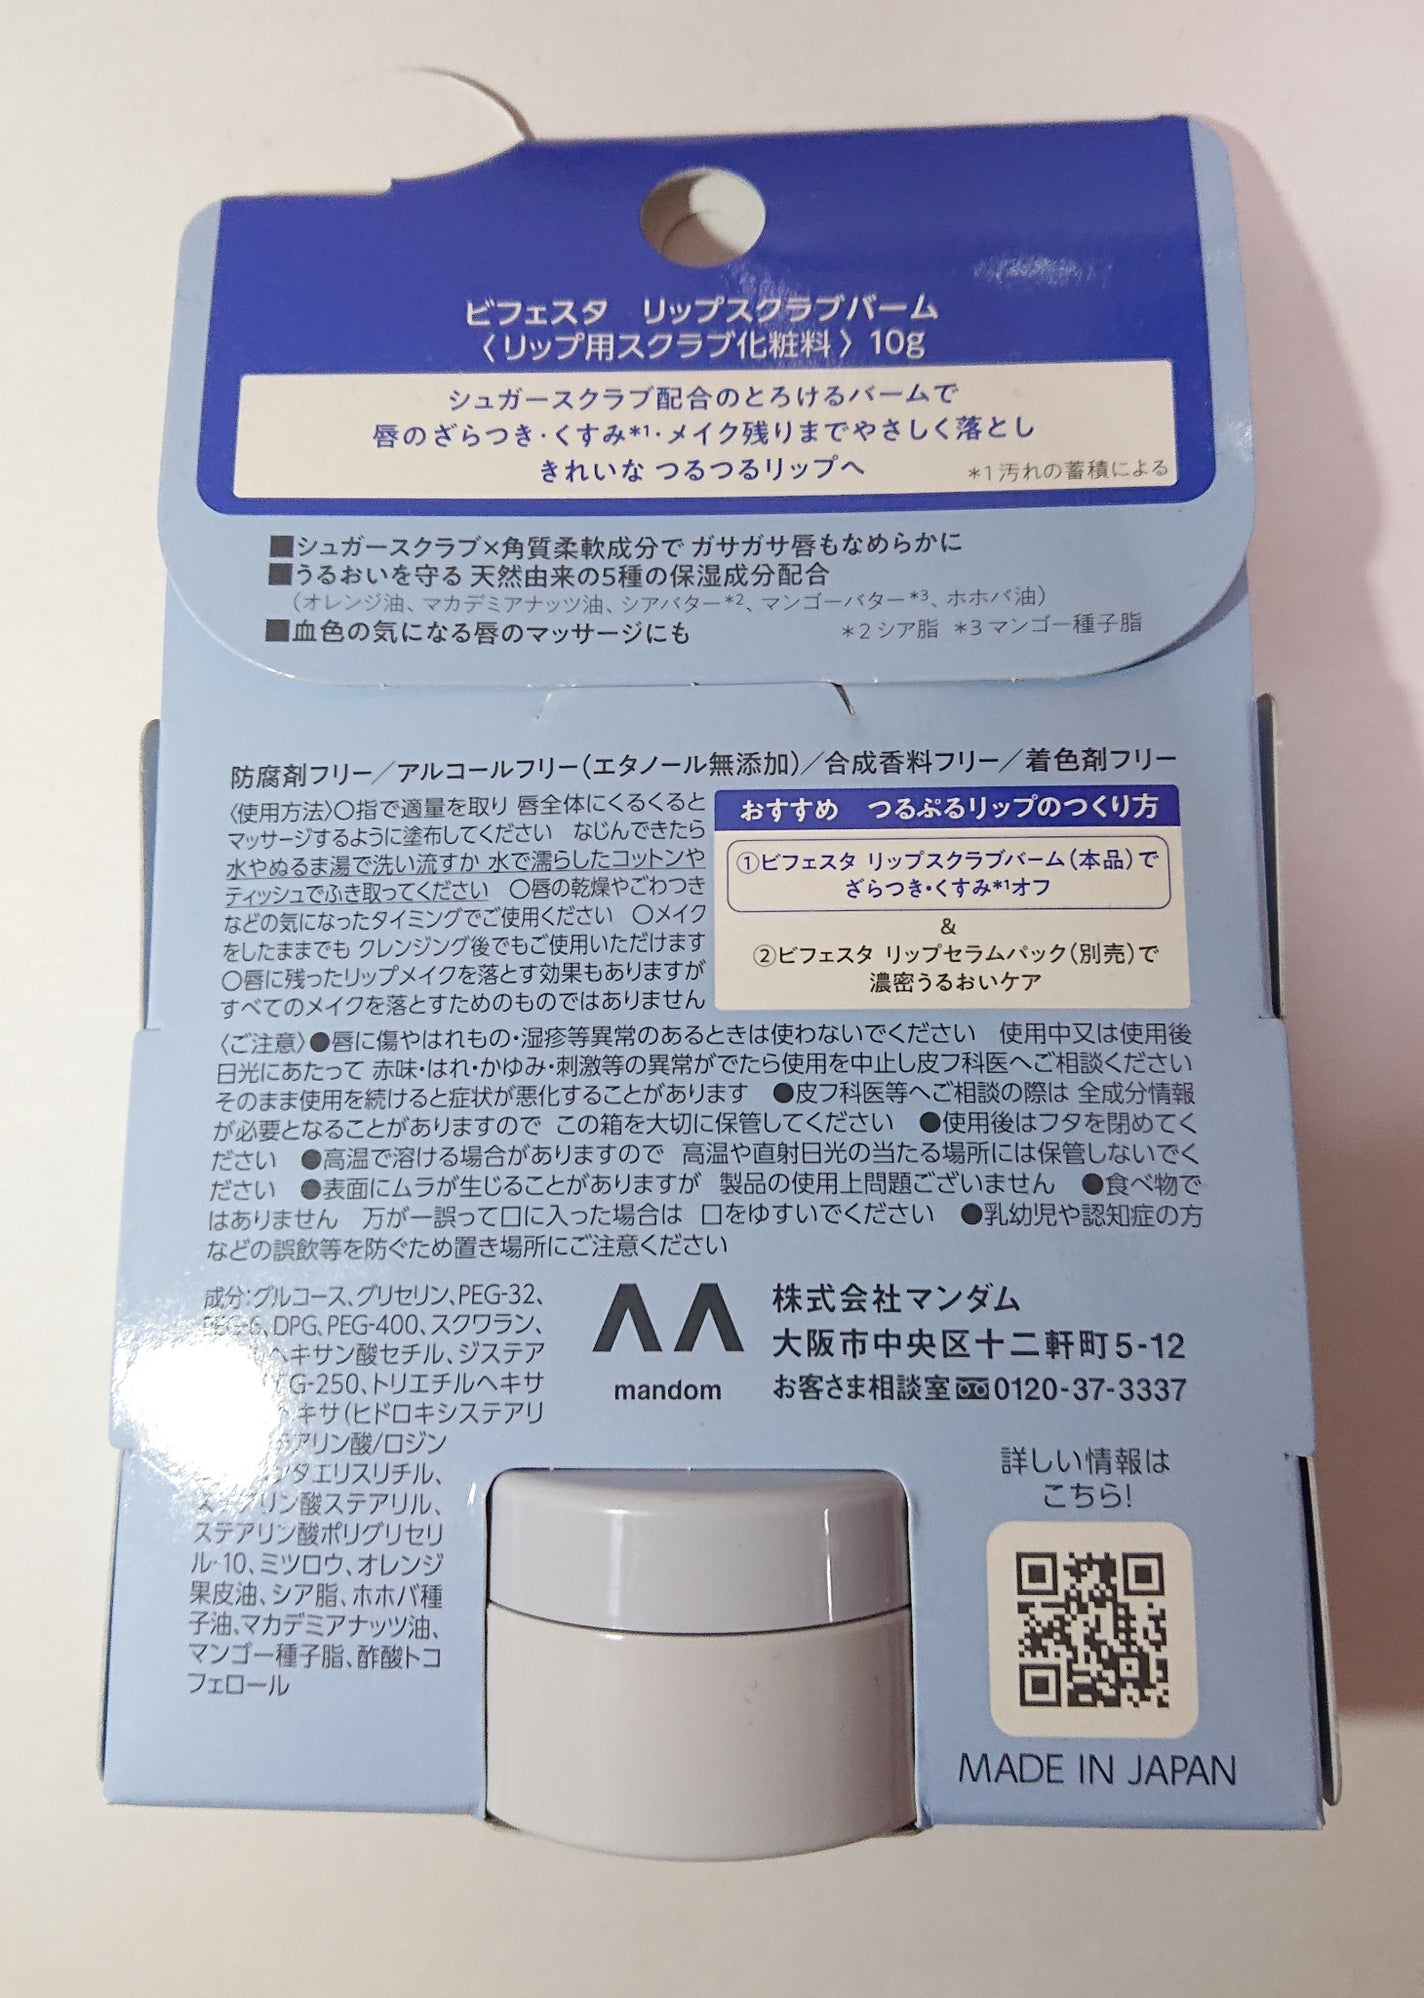 ビフェスタ　リップスクラブバーム
〈リップ用スクラブ化粧料〉10g
シュガースクラブ配合のとろけるバームで
唇のざらつき・くすみ*1・メイク残りまでやさしく落とし
きれいな つるつるリップへ
*1 汚れの蓄積による
■シュガースクラブ×角質柔軟成分で ガサガサ唇もなめらかに
■うるおいを守る 天然由来の5種の保湿成分配合
（オレンジ油、マカデミアナッツ油、シアバター*2、マンゴーバター*3、ホホバ油）
■血色の気になる唇のマッサージにも
*2 シア脂 *3 マンゴー種子脂
防腐剤フリー／アルコールフリー（エタノール無添加）／合成香料フリー／着色剤フリー
〈使用方法〉○指で適量を取り 唇全体にくるくると
マッサージするように塗布してください　なじんできたら
水やぬるま湯で洗い流すか 水で濡らしたコットンや
ティッシュでふき取ってください　○唇の乾燥やごわつき
などの気になったタイミングでご使用ください　○メイク
をしたままでも クレンジング後でもご使用いただけます
○唇に残ったリップメイクを落とす効果もありますが
すべてのメイクを落とすためのものではありません
おすすめ　つるぷるリップのつくり方
①ビフェスタ リップスクラブバーム（本品）で
ざらつき・くすみ*1オフ
&
②ビフェスタ リップセラムパック（別売）で
濃密うるおいケア
〈ご注意〉●唇に傷やはれもの・湿疹等異常のあるときは使わないでください　使用中又は使用後
日光にあたって 赤味・はれ・かゆみ・刺激等の異常がでたら使用を中止し皮フ科医へご相談ください
そのまま使用を続けると症状が悪化することがあります　●皮フ科医等へご相談の際は 全成分情報
が必要となることがありますので この箱を大切に保管してください　●使用後はフタを閉めてく
ださい　●高温で溶ける場合がありますので 高温や直射日光の当たる場所には保管しないでく
ださい　●表面にムラが生じることがありますが 製品の使用上問題ございません　●食べ物で
はありません　万が一誤って口に入った場合は 口をゆすいでください　●乳幼児や認知症の方
などの誤飲等を防ぐため置き場所にご注意ください
成分：グルコース、グリセリン、PEG-32、
PEG-6、DPG、PEG-400、スクワラン、
ヘキサン酸セチル、ジステア
G-250、トリエチルヘキサ
ヘキサ（ヒドロキシステアリ
アリン酸/ロジン
タエリスリチル、
ステアリン酸ステアリル、
ステアリン酸ポリグリセリ
ル-10、ミツロウ、オレンジ
果皮油、シア脂、ホホバ種
子油、マカデミアナッツ油、
マンゴー種子脂、酢酸トコ
フェロール
mandom
株式会社マンダム
大阪市中央区十二軒町5-12
お客さま相談室 0120-37-3337
詳しい情報は
こちら!
MADE IN JAPAN